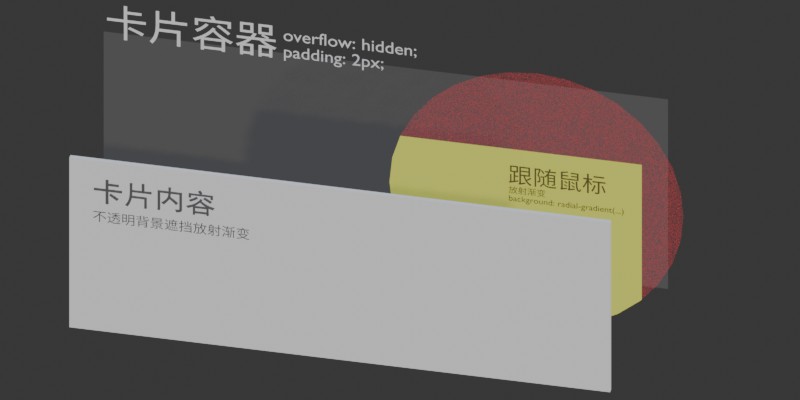 卡片容器
overflow: hidden;
padding: 2px;
跟随鼠标
放射渐变
background: radial-gradient(...)
卡片内容
不透明背景遮挡放射渐变